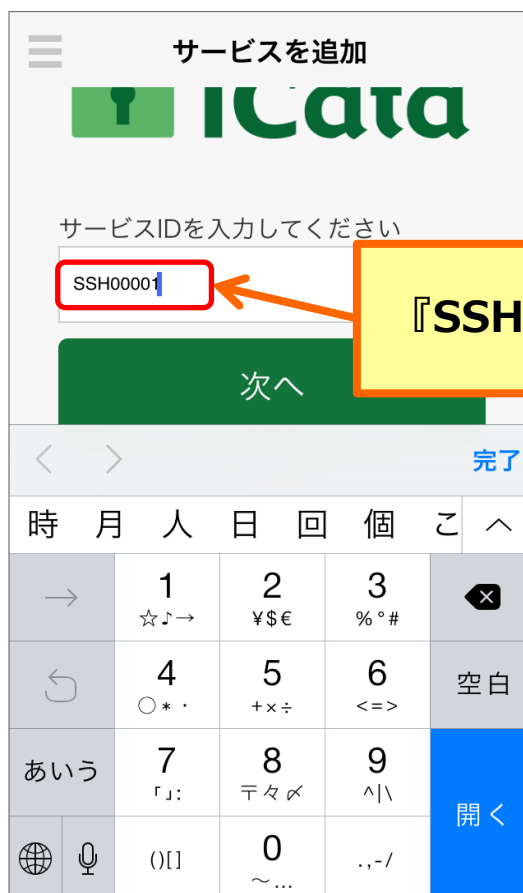 サービスを追加
iCata
サービスIDを入力してください
SSH00001
『SSH
次へ
完了
時 月 人 日 回 個 こ
→ 1 2 3
☆♪→ ¥$€ %°#
4 5 6 空白
○*・ +×÷ <=>
あいう 7 8 9
「」: 〒々〆 ^|\
開く
()[] 0 .,-/
〜…